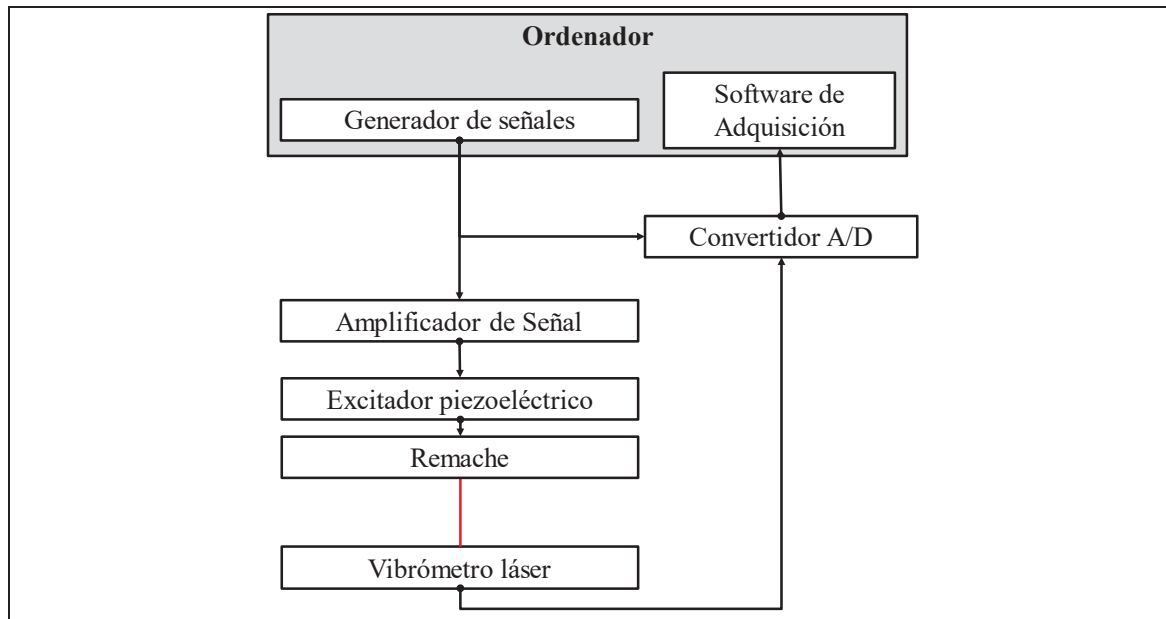 Ordenador
Generador de señales
Software de
Adquisición
Convertidor A/D
Amplificador de Señal
Excitador piezoeléctrico
Remache
Vibrómetro láser